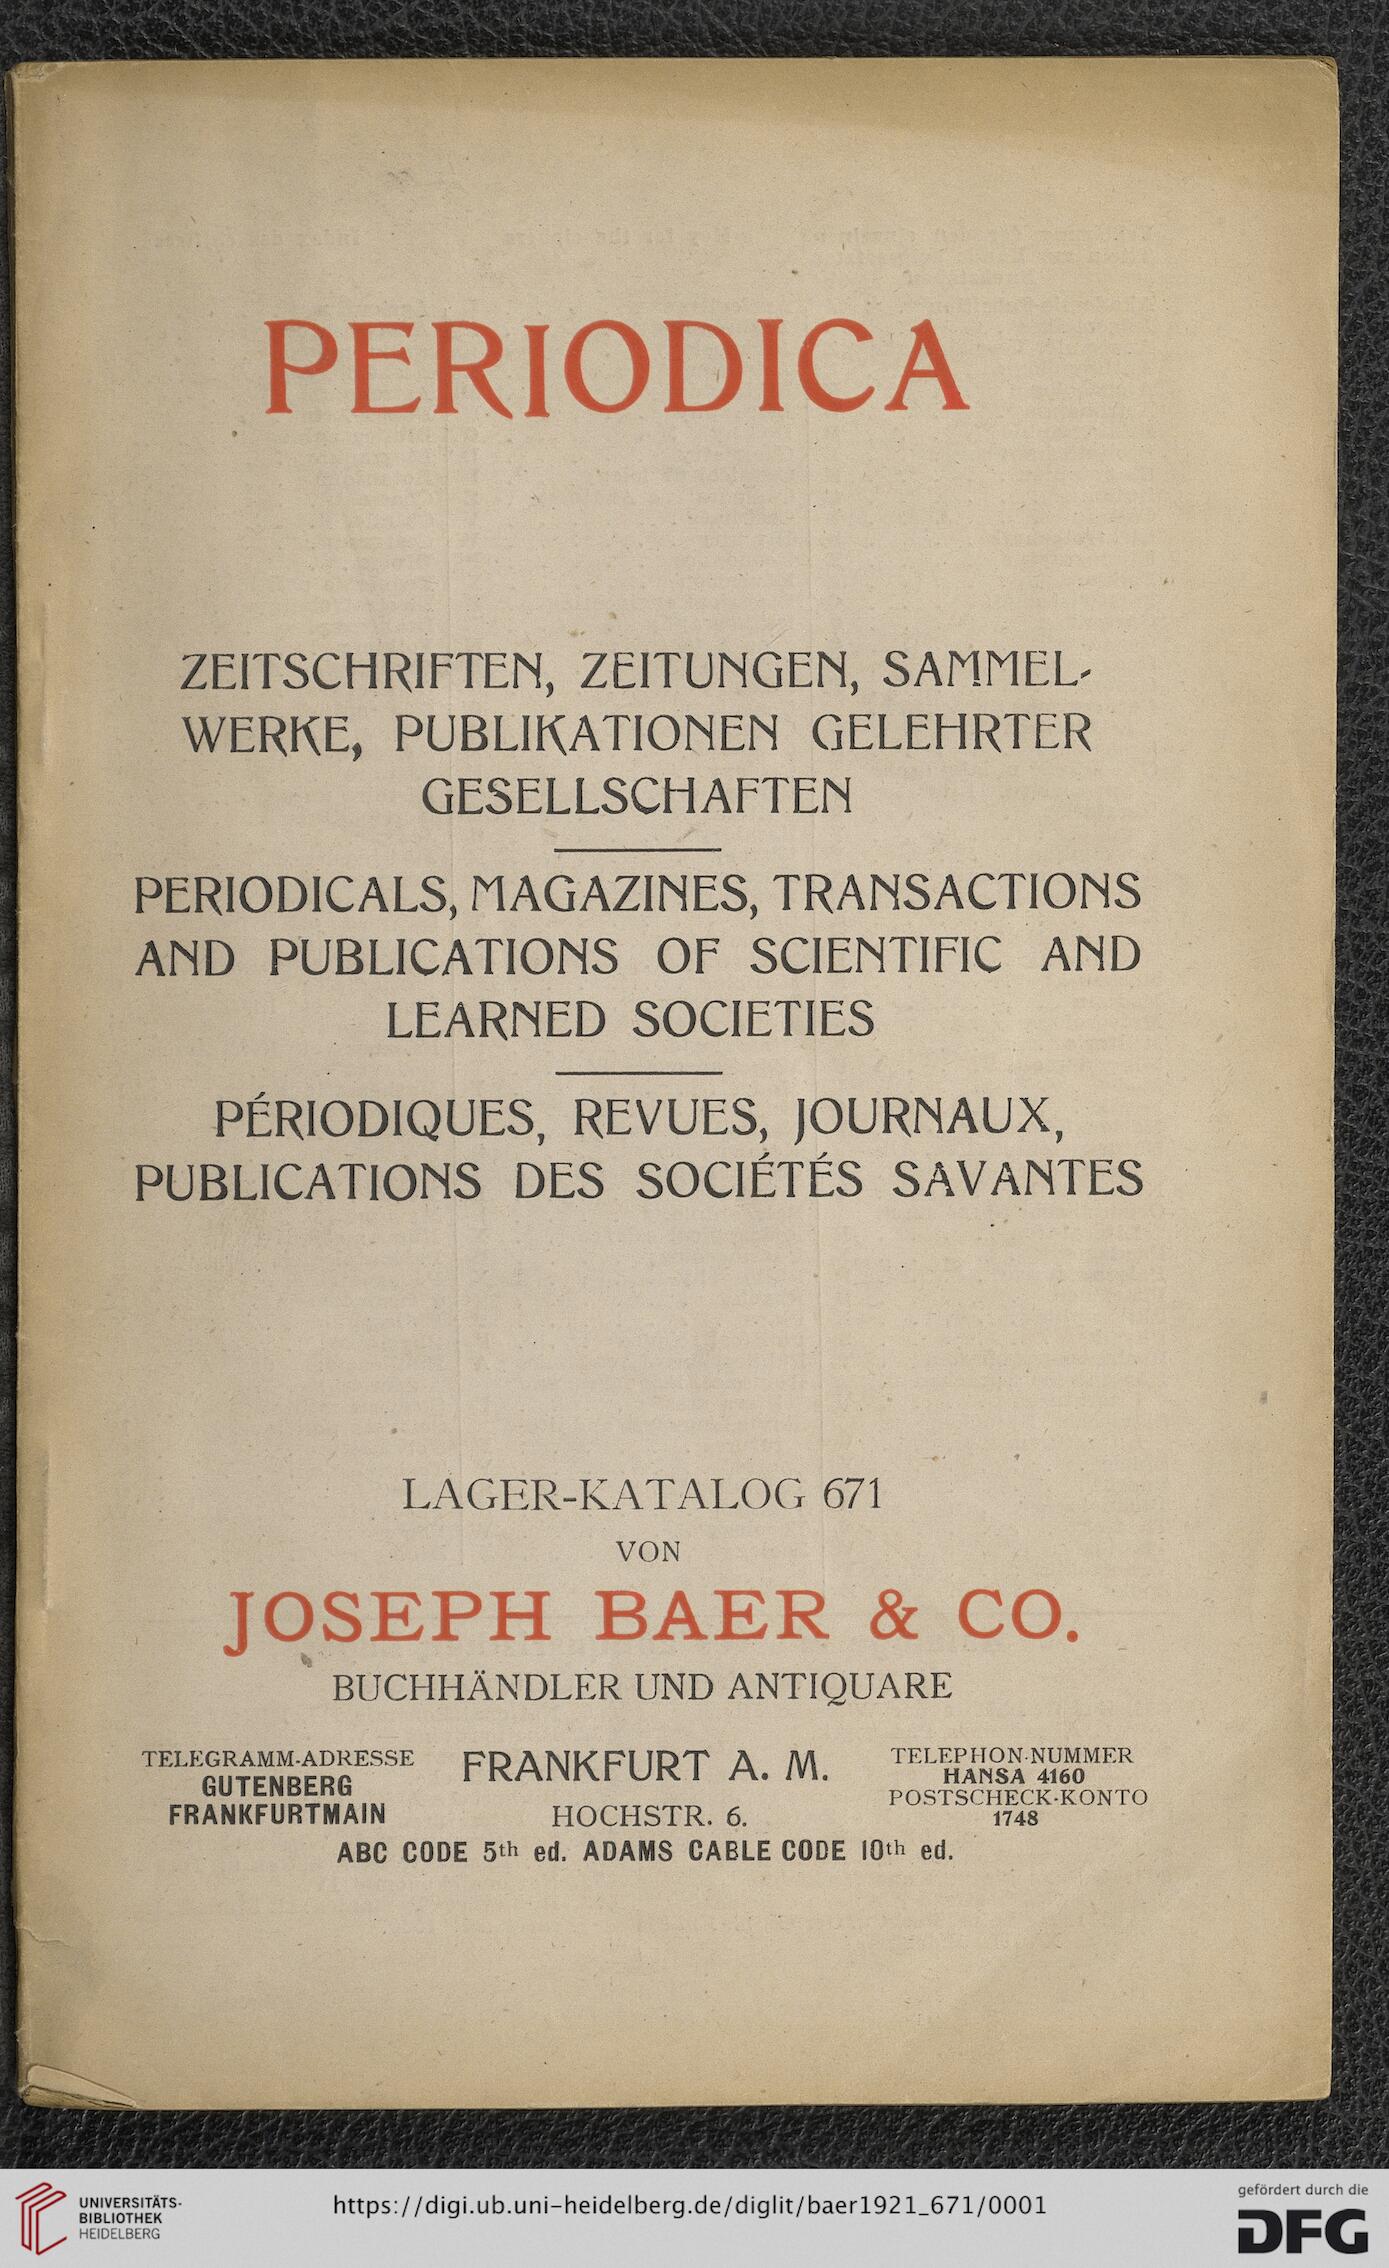 PERIODICA
ZEITSCHRIFTEN, ZEITUNGEN, SAMMEL-
WERKE, PUBLIKATIONEN GELEHRTER
GESELLSCHAFTEN
PERIODICALS, MAGAZINES, TRANSACTIONS
AND PUBLICATIONS OF SCIENTIFIC AND
LEARNED SOCIETIES
PÉRIODIQUES, REVUES, JOURNAUX,
PUBLICATIONS DES SOCIÉTÉS SAVANTES
LAGER-KATALOG 671
VON
JOSEPH BAER & CO.
BUCHHÄNDLER UND ANTIQUARE
TELEGRAMM-ADRESSE
GUTENBERG
FRANKFURTMAIN
FRANKFURT A. M.
HOCHSTR. 6.
TELEPHON-NUMMER
HANSA 4160
POSTSCHECK-KONTO
1748
ABC CODE 5th ed. ADAMS CABLE CODE 10th ed.
UNIVERSITÄTS-
BIBLIOTHEK
HEIDELBERG
https://digi.ub.uni-heidelberg.de/diglit/baer1921_671/0001
gefördert durch die
DFG